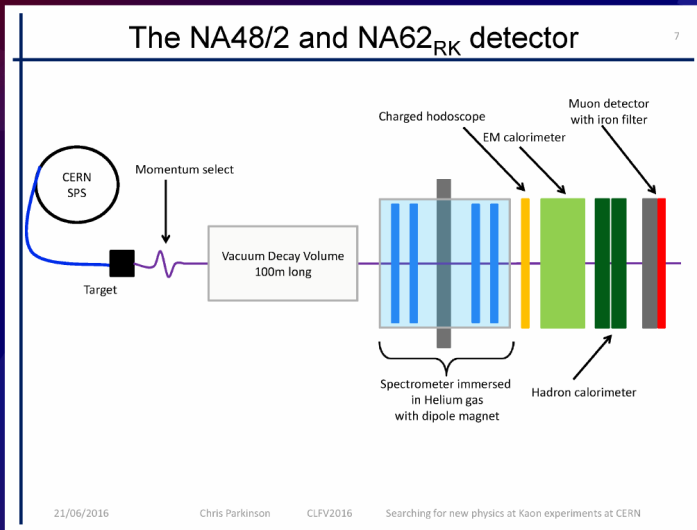 The NA48/2 and NA62RK detector
7
Muon detector
with iron filter
Charged hodoscope
EM calorimeter
CERN
SPS
Momentum select
Vacuum Decay Volume
100m long
Target
Spectrometer immersed
in Helium gas
with dipole magnet
Hadron calorimeter
21/06/2016 Chris Parkinson CLFV2016 Searching for new physics at Kaon experiments at CERN